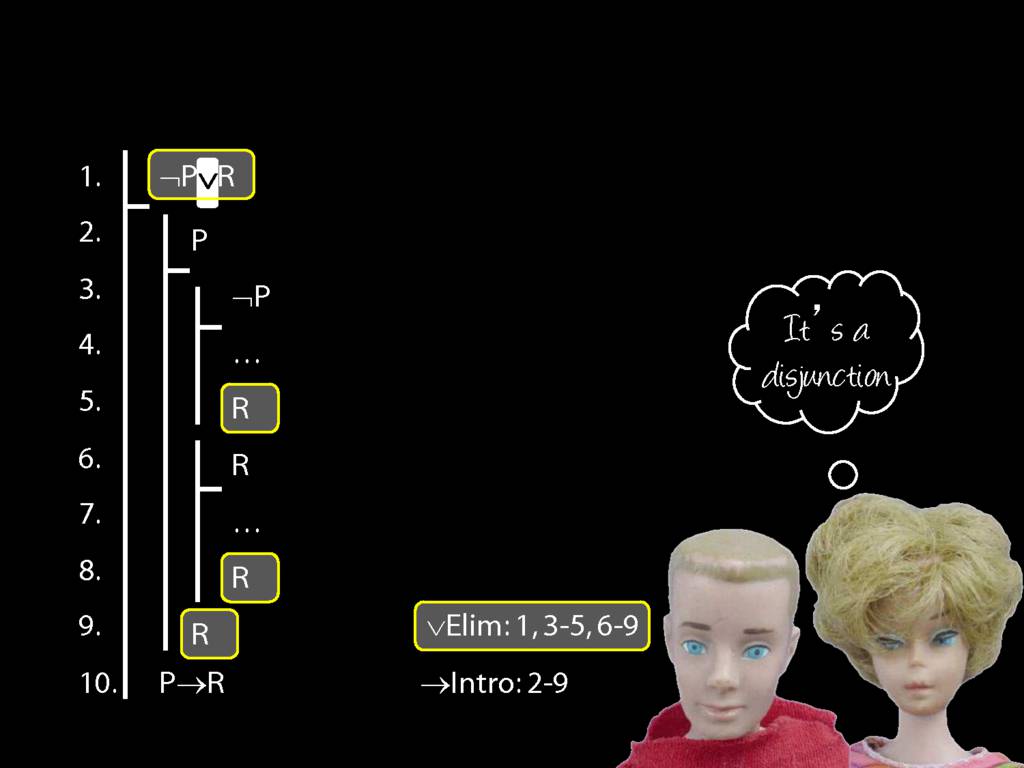 1. ¬P∨R
2. P
3. ¬P
4. ...
5. R
6. R
7. ...
8. R
9. R ∨Elim: 1, 3-5, 6-9
10. P→R →Intro: 2-9
It's a
disjunction